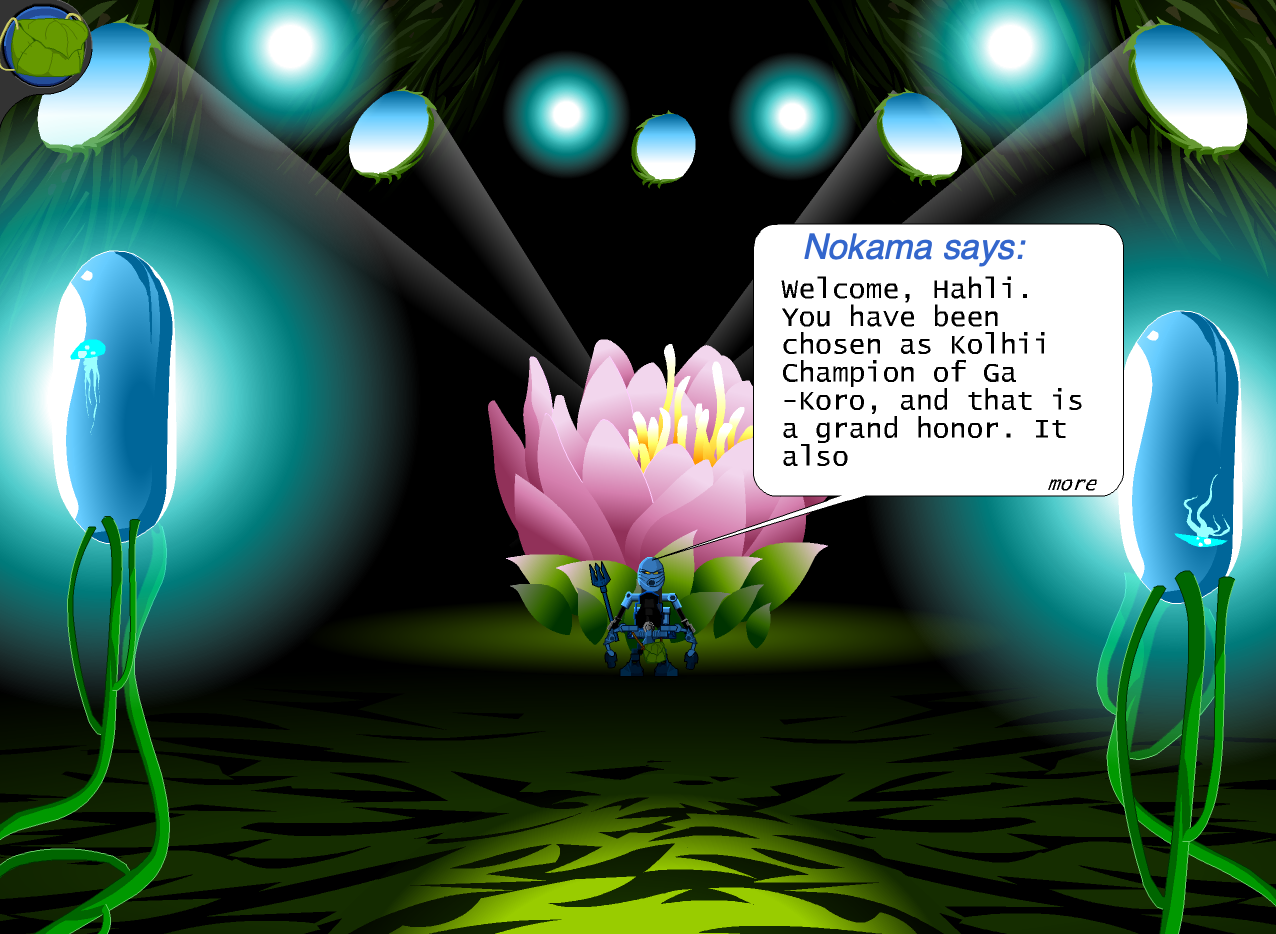 Nokama says:
Welcome, Hahli.
You have been
chosen as Kolhii
Champion of Ga
-Koro, and that is
a grand honor. It
also
more